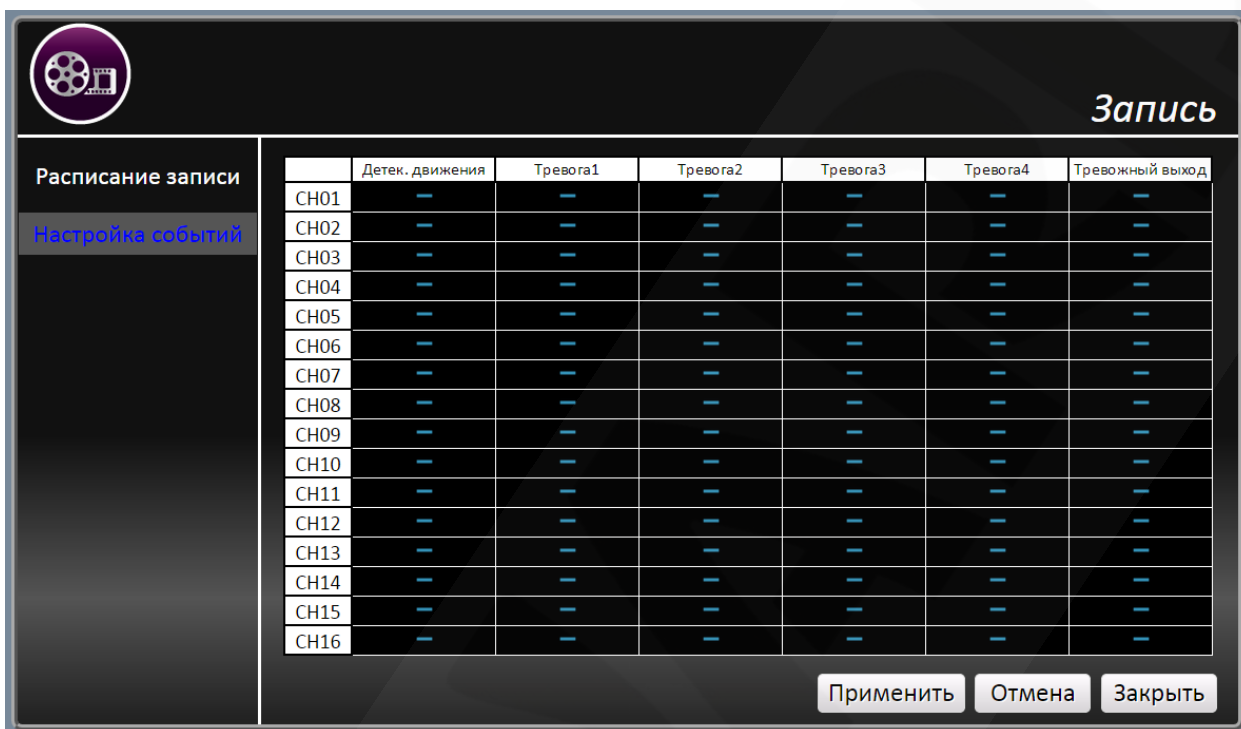 Запись
Расписание записи
Настройка событий
Детек. движения Тревога1 Тревога2 Тревога3 Тревога4 Тревожный выход
CH01 — — — — — —
CH02 — — — — — —
CH03 — — — — — —
CH04 — — — — — —
CH05 — — — — — —
CH06 — — — — — —
CH07 — — — — — —
CH08 — — — — — —
CH09 — — — — — —
CH10 — — — — — —
CH11 — — — — — —
CH12 — — — — — —
CH13 — — — — — —
CH14 — — — — — —
CH15 — — — — — —
CH16 — — — — — —
Применить Отмена Закрыть